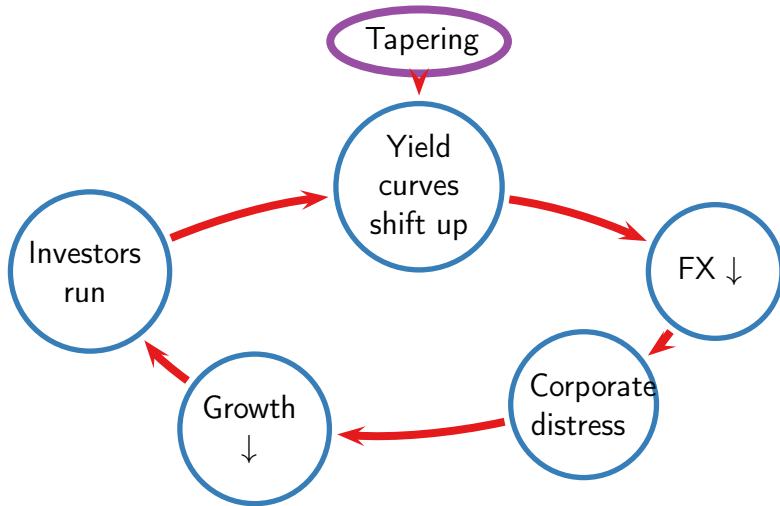 Tapering
Yield
curves
shift up
FX ↓
Corporate
distress
Growth
↓
Investors
run